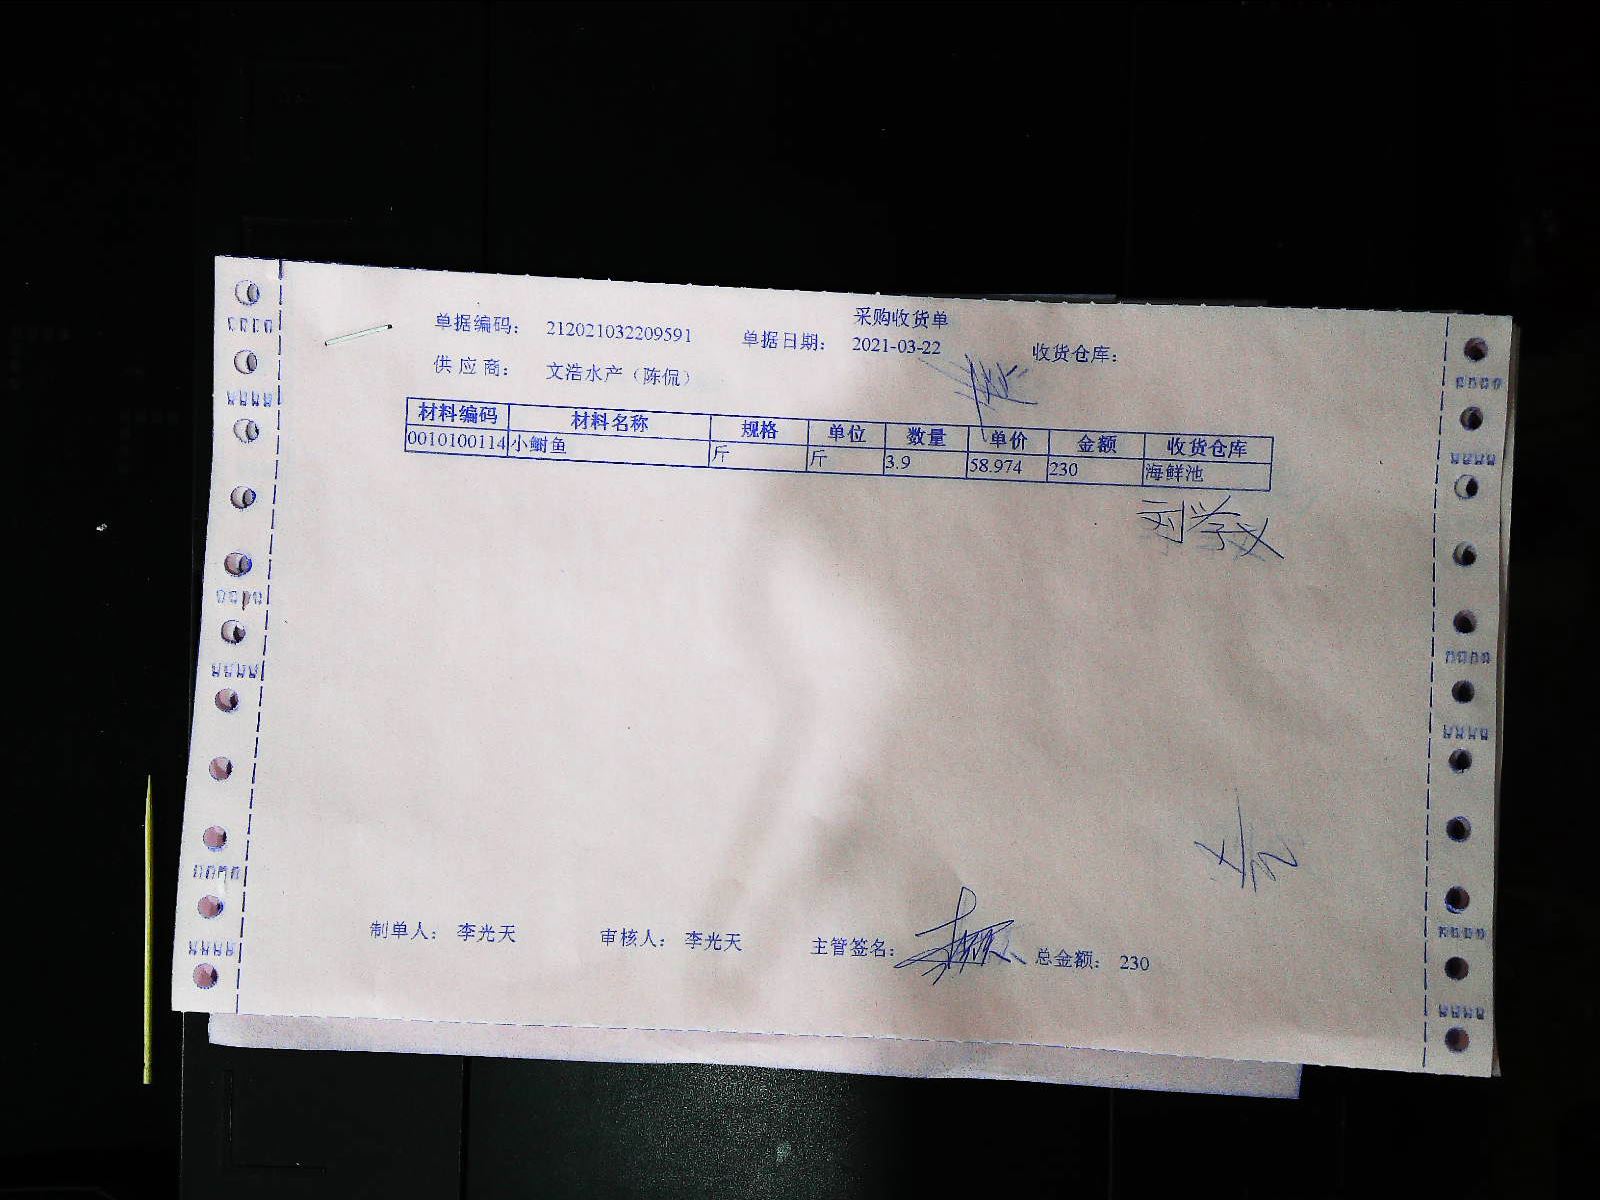 采购收货单
单据编码： 212021032209591 单据日期： 2021-03-22 收货仓库：
供 应 商： 文浩水产（陈侃）
材料编码 材料名称 规格 单位 数量 单价 金额 收货仓库
0010100114 小鲥鱼 斤 斤 3.9 58.974 230 海鲜池
刘学义
制单人： 李光天 审核人： 李光天 主管签名： 总金额： 230